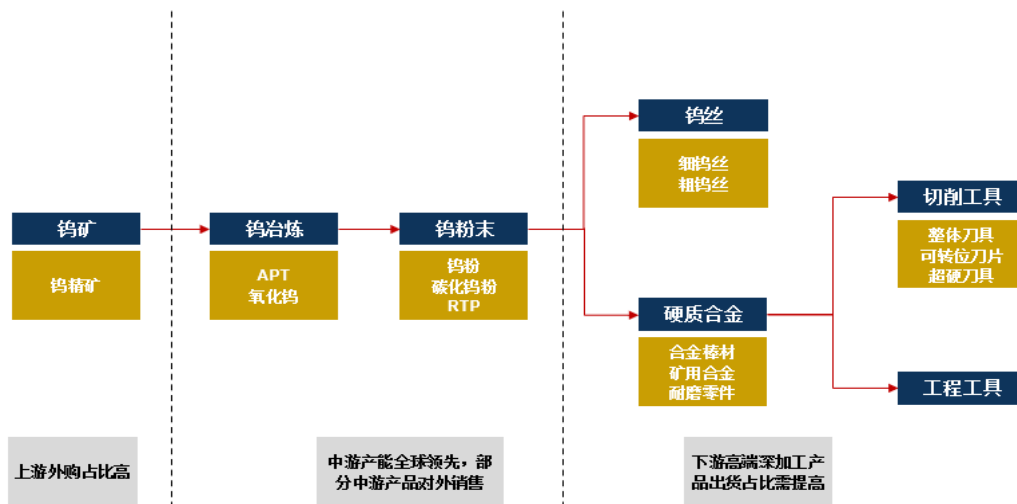 钨矿
钨精矿
上游外购占比高
钨冶炼
APT
氧化钨
钨粉末
钨粉
碳化钨粉
RTP
中游产能全球领先，部
分中游产品对外销售
钨丝
细钨丝
粗钨丝
硬质合金
合金棒材
矿用合金
耐磨零件
切削工具
整体刀具
可转位刀片
超硬刀具
工程工具
下游高端深加工产
品出货占比需提高